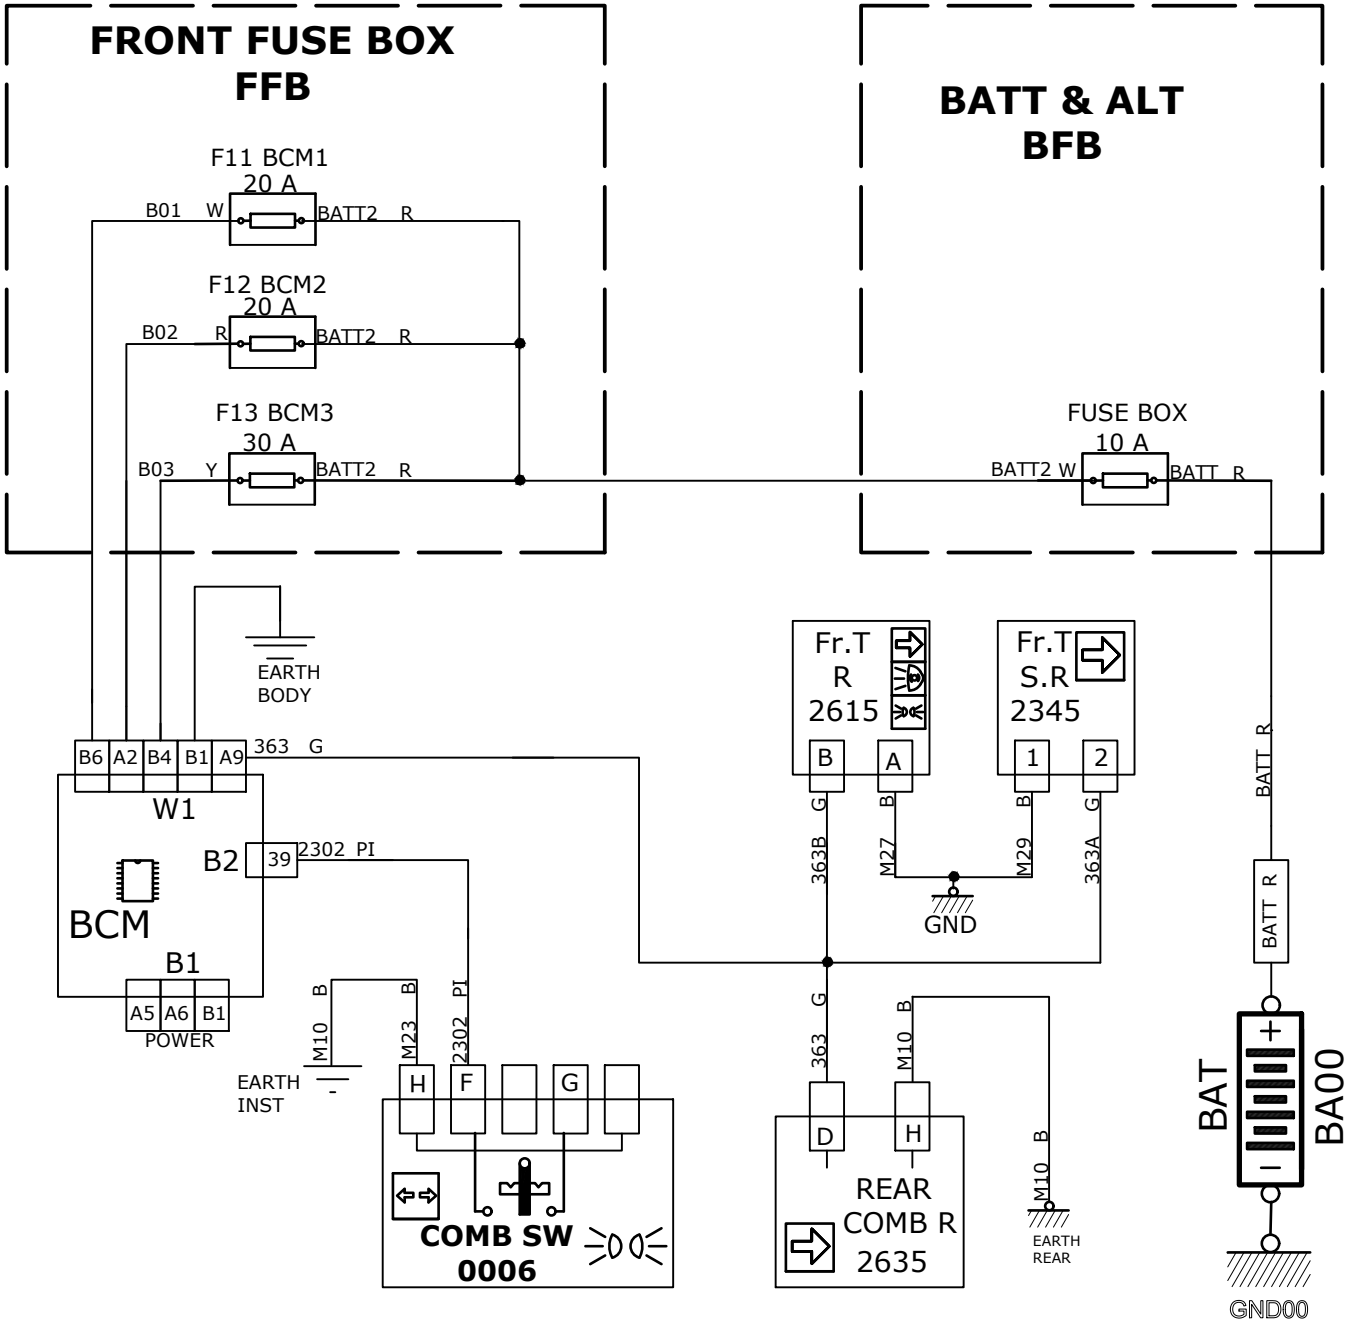 FRONT FUSE BOX
FFB
BATT & ALT
BFB
F11 BCM1
20 A
B01 W
BATT2 R
F12 BCM2
20 A
B02 R
BATT2 R
F13 BCM3
30 A
B03 Y
BATT2 R
FUSE BOX
10 A
BATT2 W
BATT R
EARTH
BODY
B6
A2
B4
B1
A9
363 G
W1
B2
39
2302 PI
BCM
B1
A5
A6
B1
POWER
Fr.T
R
2615
B
A
Fr.T
S.R
2345
1
2
G
B
B
G
363B
M27
M29
363A
GND
BATT R
BATT R
M10 B
M23 B
2302 PI
EARTH
INST
H
F
G
COMB SW
0006
363 G
M10 B
D
H
REAR
COMB R
2635
M10 B
EARTH
REAR
BAT
+
−
BA00
GND00